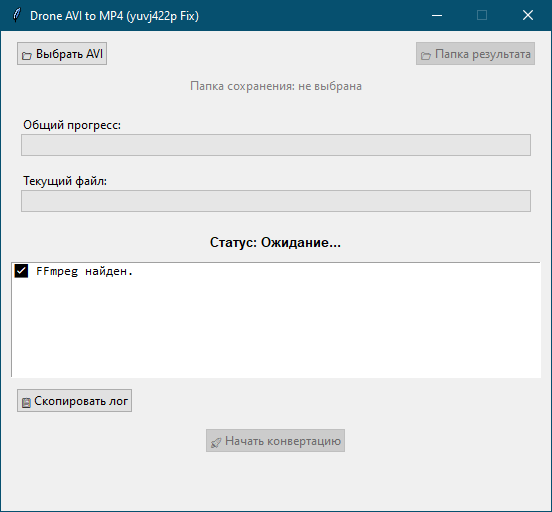 Drone AVI to MP4 (yuvj422p Fix)
Выбрать AVI
Папка результата
Папка сохранения: не выбрана
Общий прогресс:
Текущий файл:
Статус: Ожидание...
FFmpeg найден.
Скопировать лог
Начать конвертацию